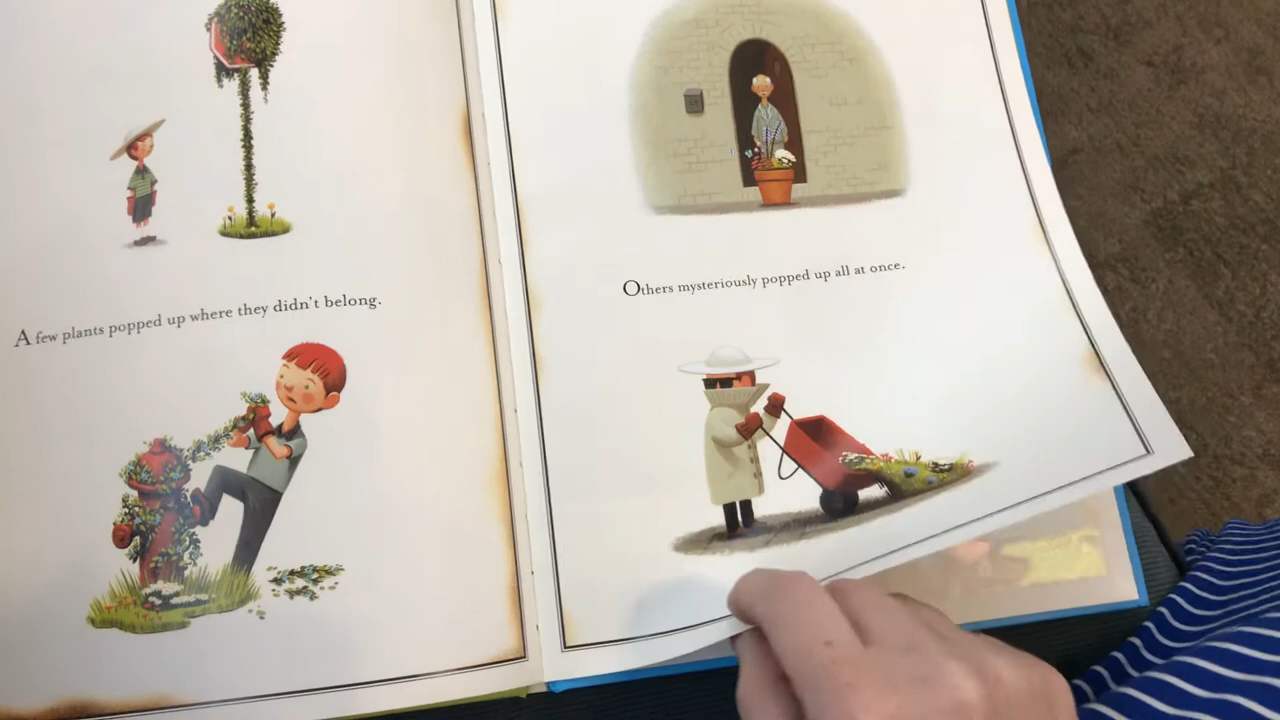 A few plants popped up where they didn't belong.
Others mysteriously popped up all at once.